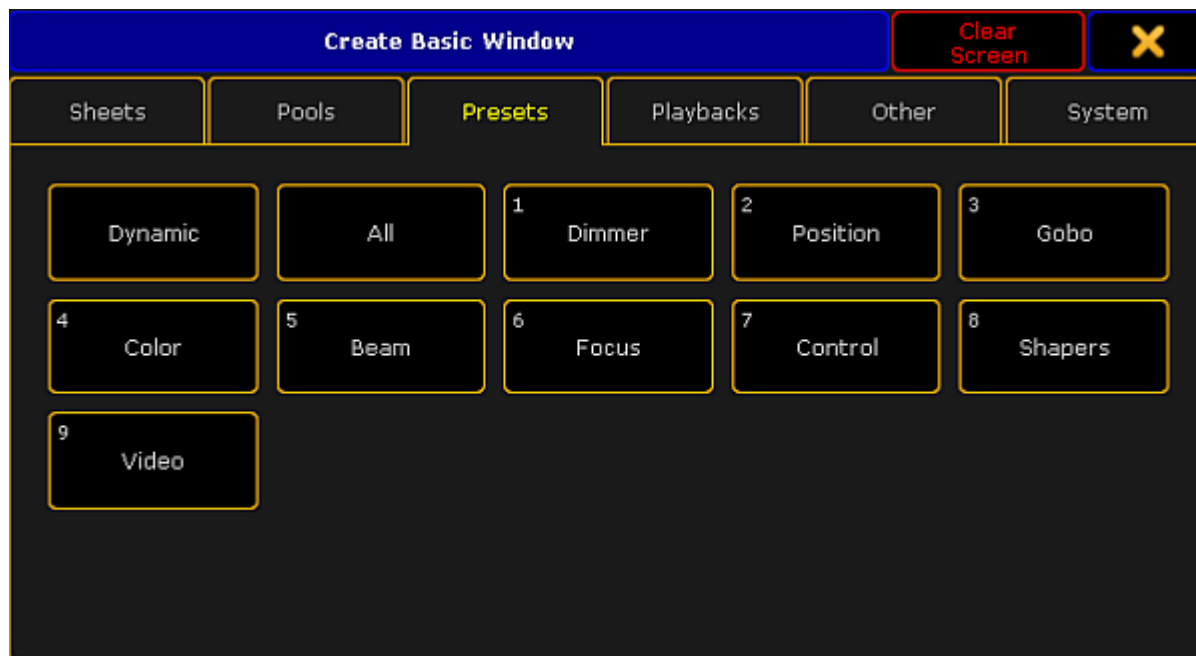 Create Basic Window
Clear
Screen
Sheets
Pools
Presets
Playbacks
Other
System
Dynamic
All
1
Dimmer
2
Position
3
Gobo
4
Color
5
Beam
6
Focus
7
Control
8
Shapers
9
Video